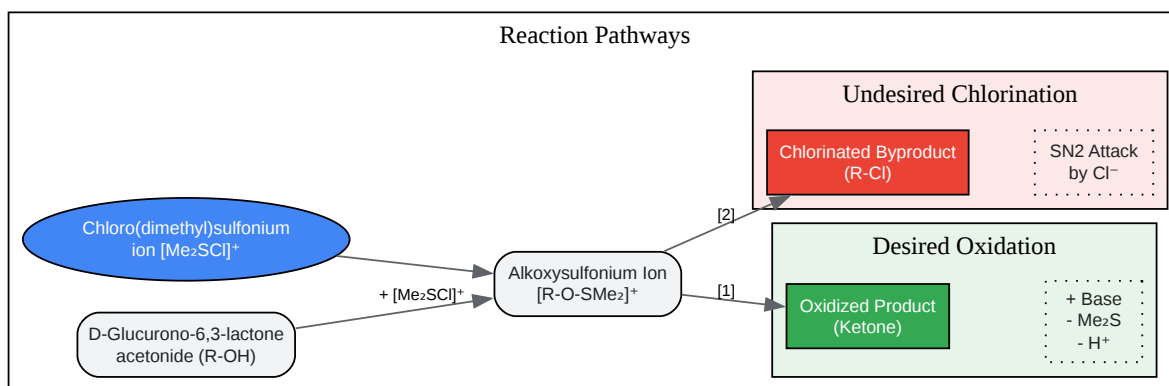 Reaction Pathways
Undesired Chlorination
Chlorinated Byproduct
(R-Cl)
SN2 Attack
by Cl⁻
[2]
Chloro(dimethyl)sulfonium
ion [Me₂SCl]⁺
Alkoxysulfonium Ion
[R-O-SMe₂]⁺
+ [Me₂SCl]⁺
D-Glucurono-6,3-lactone
acetonide (R-OH)
[1]
Desired Oxidation
Oxidized Product
(Ketone)
+ Base
- Me₂S
- H⁺